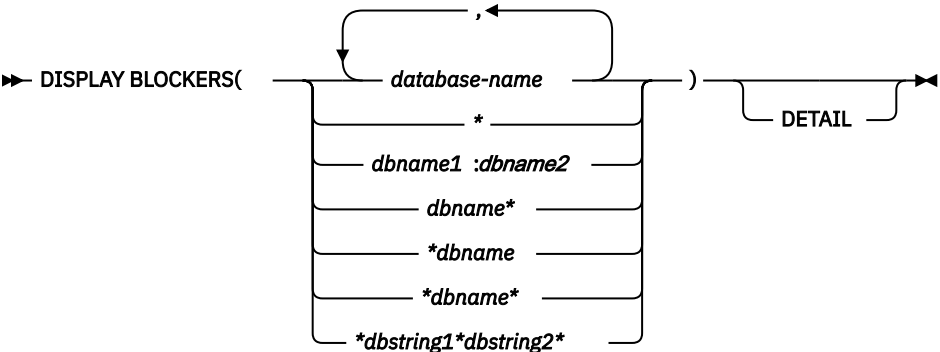 ,
DISPLAY BLOCKERS( database-name )
*
DETAIL
dbname1 :dbname2
dbname*
*dbname
*dbname*
*dbstring1*dbstring2*